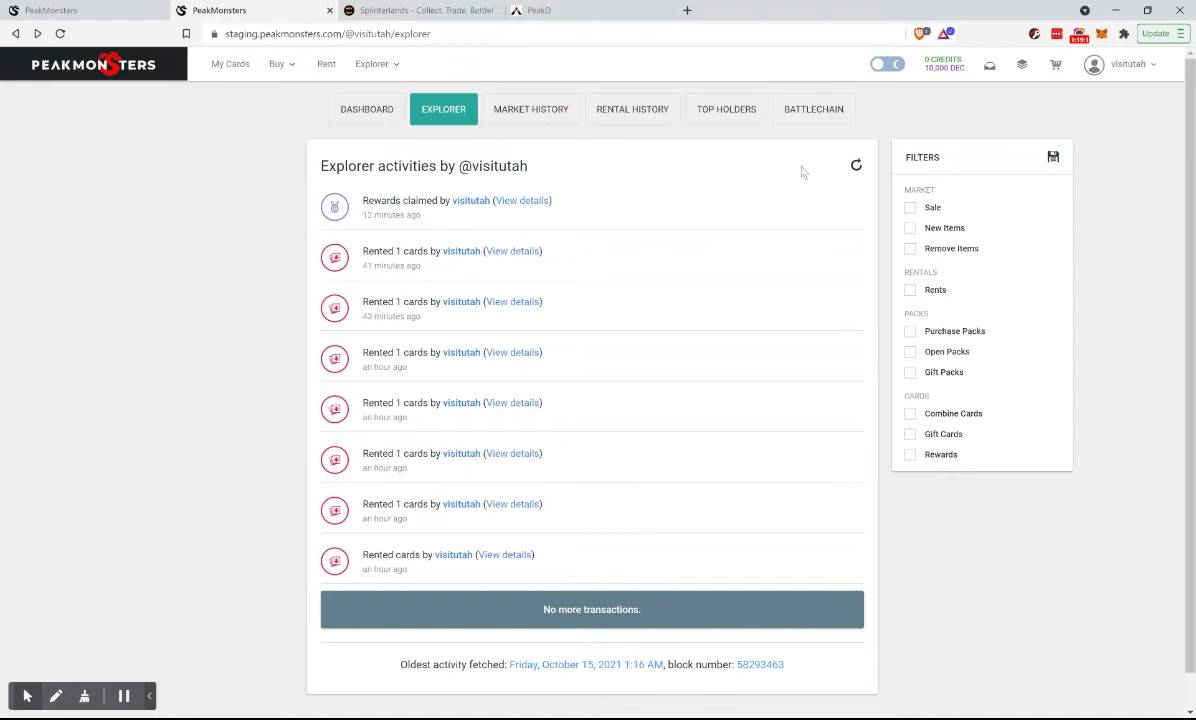 PeakMonsters
PeakMonsters
Splinterlands - Collect, Trade, Battle!
PeakD
staging.peakmonsters.com/@visitutah/explorer
Update
PEAKMONSTERS
My Cards
Buy
Rent
Explorer
0 CREDITS
10,000 DEC
visitutah
DASHBOARD
EXPLORER
MARKET HISTORY
RENTAL HISTORY
TOP HOLDERS
BATTLECHAIN
Explorer activities by @visitutah
Rewards claimed by visitutah (View details)
12 minutes ago
Rented 1 cards by visitutah (View details)
41 minutes ago
Rented 1 cards by visitutah (View details)
43 minutes ago
Rented 1 cards by visitutah (View details)
an hour ago
Rented 1 cards by visitutah (View details)
an hour ago
Rented 1 cards by visitutah (View details)
an hour ago
Rented 1 cards by visitutah (View details)
an hour ago
Rented cards by visitutah (View details)
an hour ago
No more transactions.
Oldest activity fetched: Friday, October 15, 2021 1:16 AM, block number: 58293463
FILTERS
MARKET
Sale
New Items
Remove Items
RENTALS
Rents
PACKS
Purchase Packs
Open Packs
Gift Packs
CARDS
Combine Cards
Gift Cards
Rewards